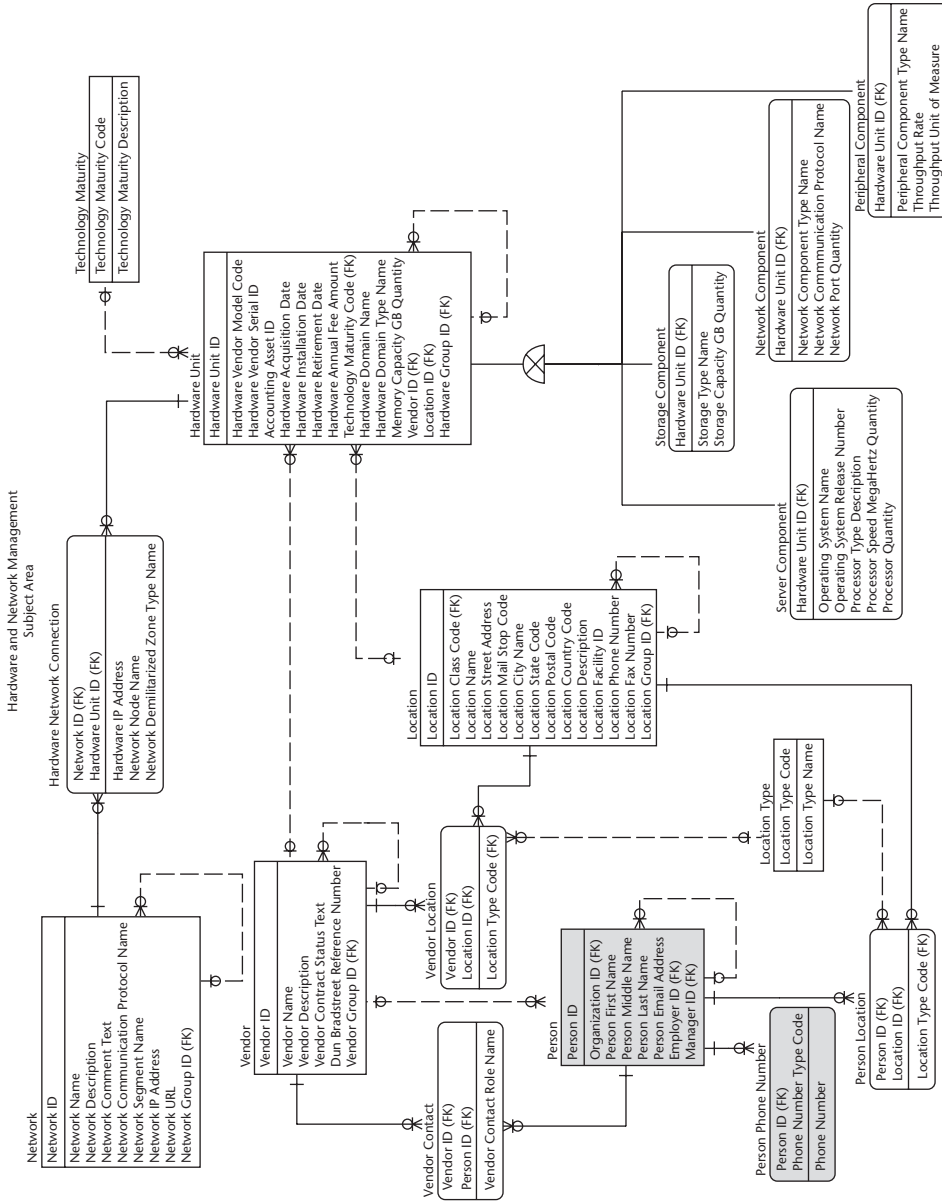 Hardware and Network Management
Subject Area
Network
Network ID
Network Name
Network Description
Network Comment Text
Network Communication Protocol Name
Network Segment Name
Network IP Address
Network URL
Network Group ID (FK)
Hardware Network Connection
Network ID (FK)
Hardware Unit ID (FK)
Hardware IP Address
Network Node Name
Network Demilitarized Zone Type Name
Technology Maturity
Technology Maturity Code
Technology Maturity Description
Hardware Unit
Hardware Unit ID
Hardware Vendor Model Code
Hardware Vendor Serial ID
Accounting Asset ID
Hardware Acquisition Date
Hardware Installation Date
Hardware Retirement Date
Hardware Annual Fee Amount
Technology Maturity Code (FK)
Hardware Domain Name
Hardware Domain Type Name
Memory Capacity GB Quantity
Vendor ID (FK)
Location ID (FK)
Hardware Group ID (FK)
Vendor
Vendor ID
Vendor Name
Vendor Description
Vendor Contract Status Text
Dun Bradstreet Reference Number
Vendor Group ID (FK)
Vendor Contact
Vendor ID (FK)
Person ID (FK)
Vendor Contact Role Name
Vendor Location
Vendor ID (FK)
Location ID (FK)
Location Type Code (FK)
Location
Location ID
Location Class Code (FK)
Location Name
Location Street Address
Location Mail Stop Code
Location City Name
Location State Code
Location Postal Code
Location Country Code
Location Description
Location Facility ID
Location Phone Number
Location Fax Number
Location Group ID (FK)
Person
Person ID
Organization ID (FK)
Person First Name
Person Middle Name
Person Last Name
Person Email Address
Employer ID (FK)
Manager ID (FK)
Person Phone Number
Person ID (FK)
Phone Number Type Code
Phone Number
Location Type
Location Type Code
Location Type Name
Person Location
Person ID (FK)
Location ID (FK)
Location Type Code (FK)
Storage Component
Hardware Unit ID (FK)
Storage Type Name
Storage Capacity GB Quantity
Server Component
Hardware Unit ID (FK)
Operating System Name
Operating System Release Number
Processor Type Description
Processor Speed MegaHertz Quantity
Processor Quantity
Network Component
Hardware Unit ID (FK)
Network Component Type Name
Network Communication Protocol Name
Network Port Quantity
Peripheral Component
Hardware Unit ID (FK)
Peripheral Component Type Name
Throughput Rate
Throughput Unit of Measure